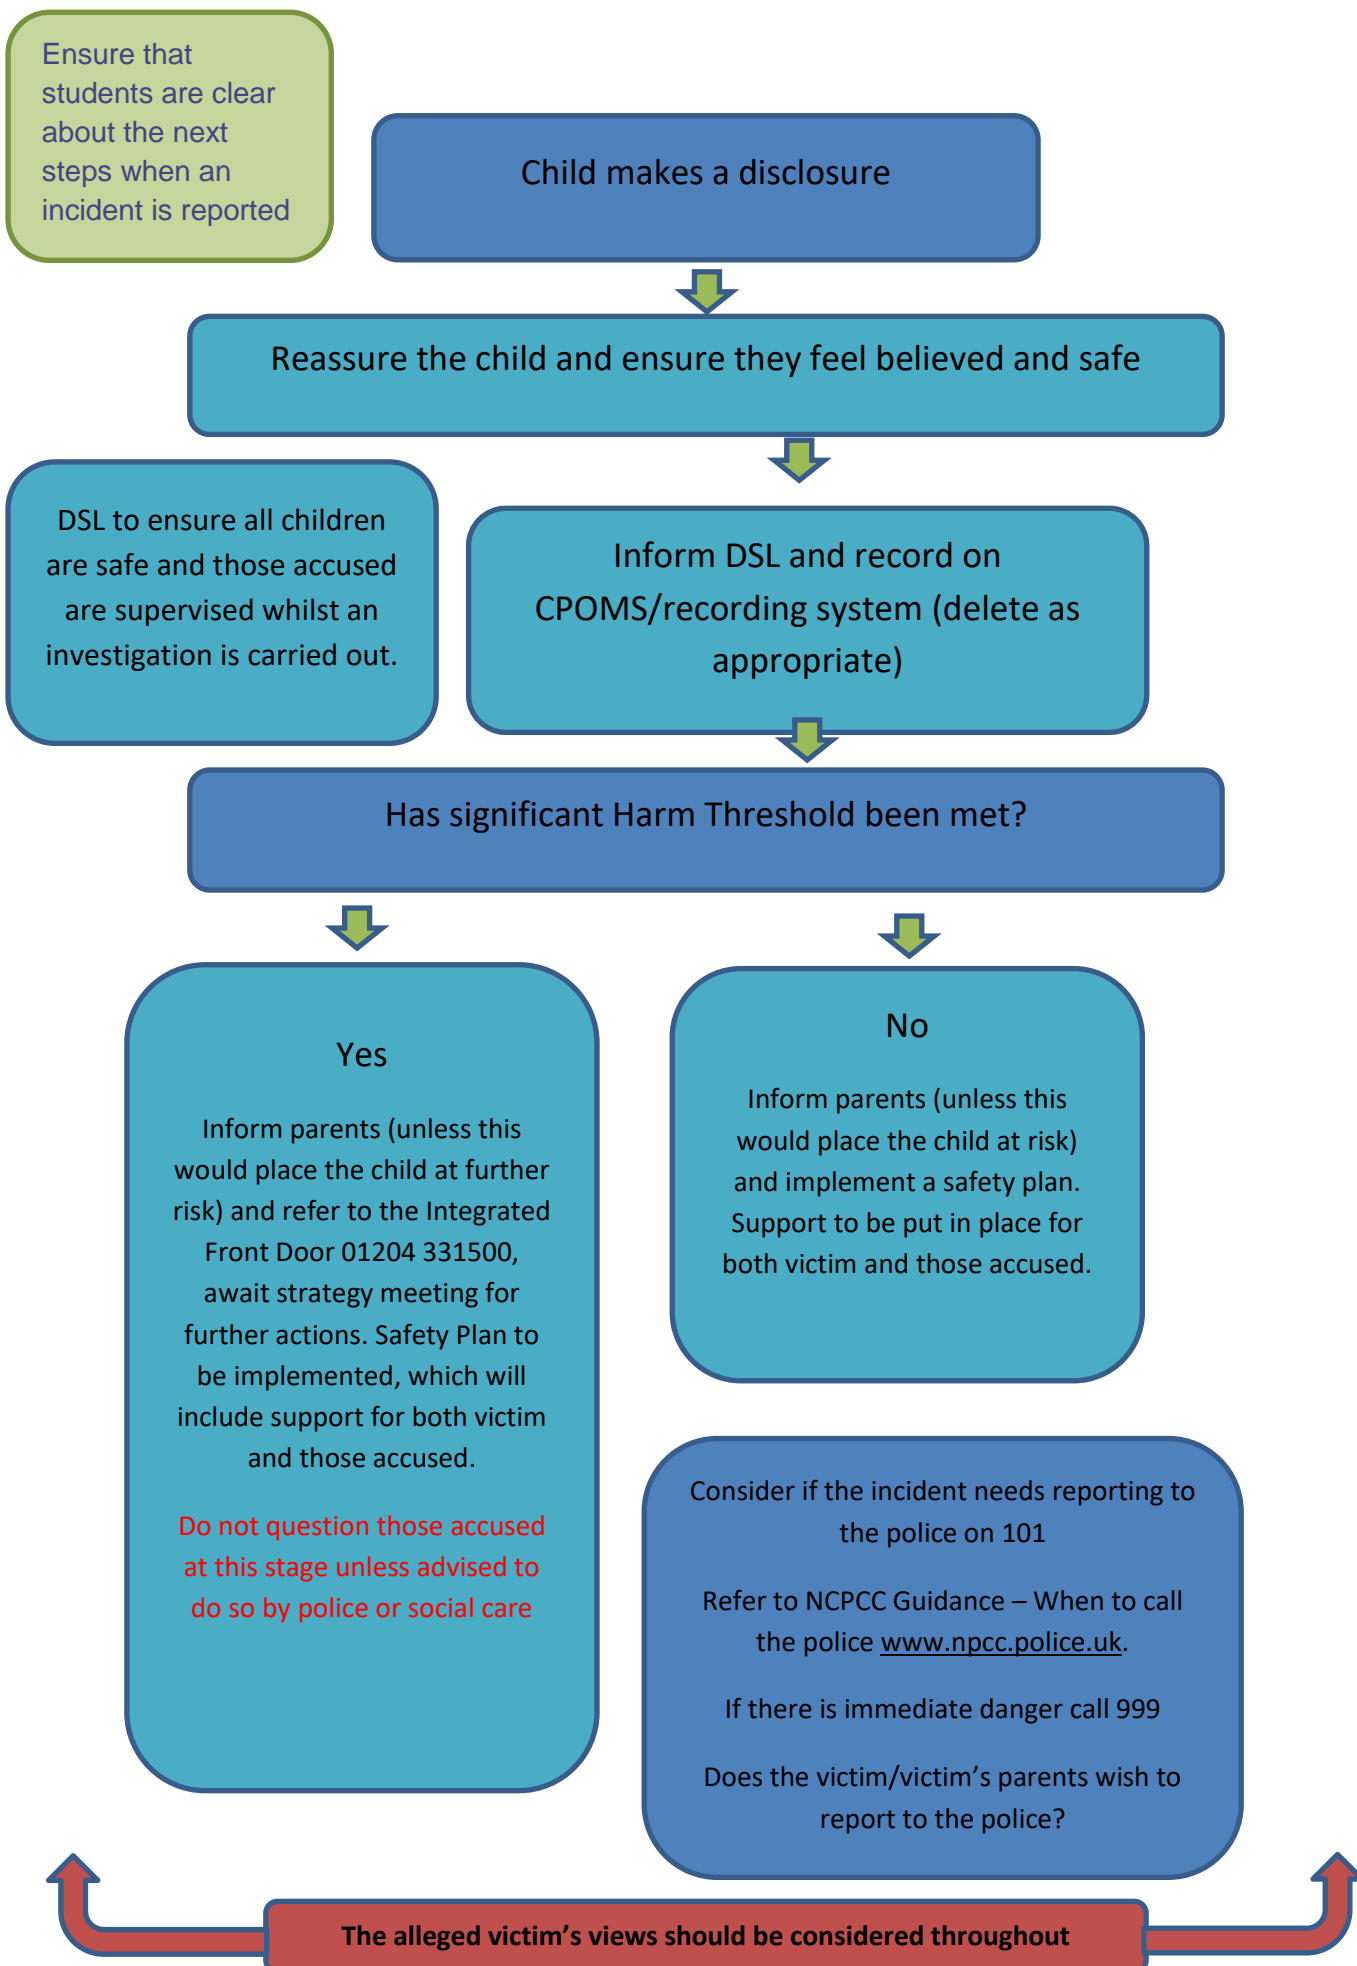 Ensure that
students are clear
about the next
steps when an
incident is reported
Child makes a disclosure
Reassure the child and ensure they feel believed and safe
DSL to ensure all children
are safe and those accused
are supervised whilst an
investigation is carried out.
Inform DSL and record on
CPOMS/recording system (delete as
appropriate)
Has significant Harm Threshold been met?
Yes
Inform parents (unless this
would place the child at further
risk) and refer to the Integrated
Front Door 01204 331500,
await strategy meeting for
further actions. Safety Plan to
be implemented, which will
include support for both victim
and those accused.
Do not question those accused
at this stage unless advised to
do so by police or social care
No
Inform parents (unless this
would place the child at risk)
and implement a safety plan.
Support to be put in place for
both victim and those accused.
Consider if the incident needs reporting to
the police on 101
Refer to NCPCC Guidance – When to call
the police www.npcc.police.uk.
If there is immediate danger call 999
Does the victim/victim’s parents wish to
report to the police?
The alleged victim’s views should be considered throughout